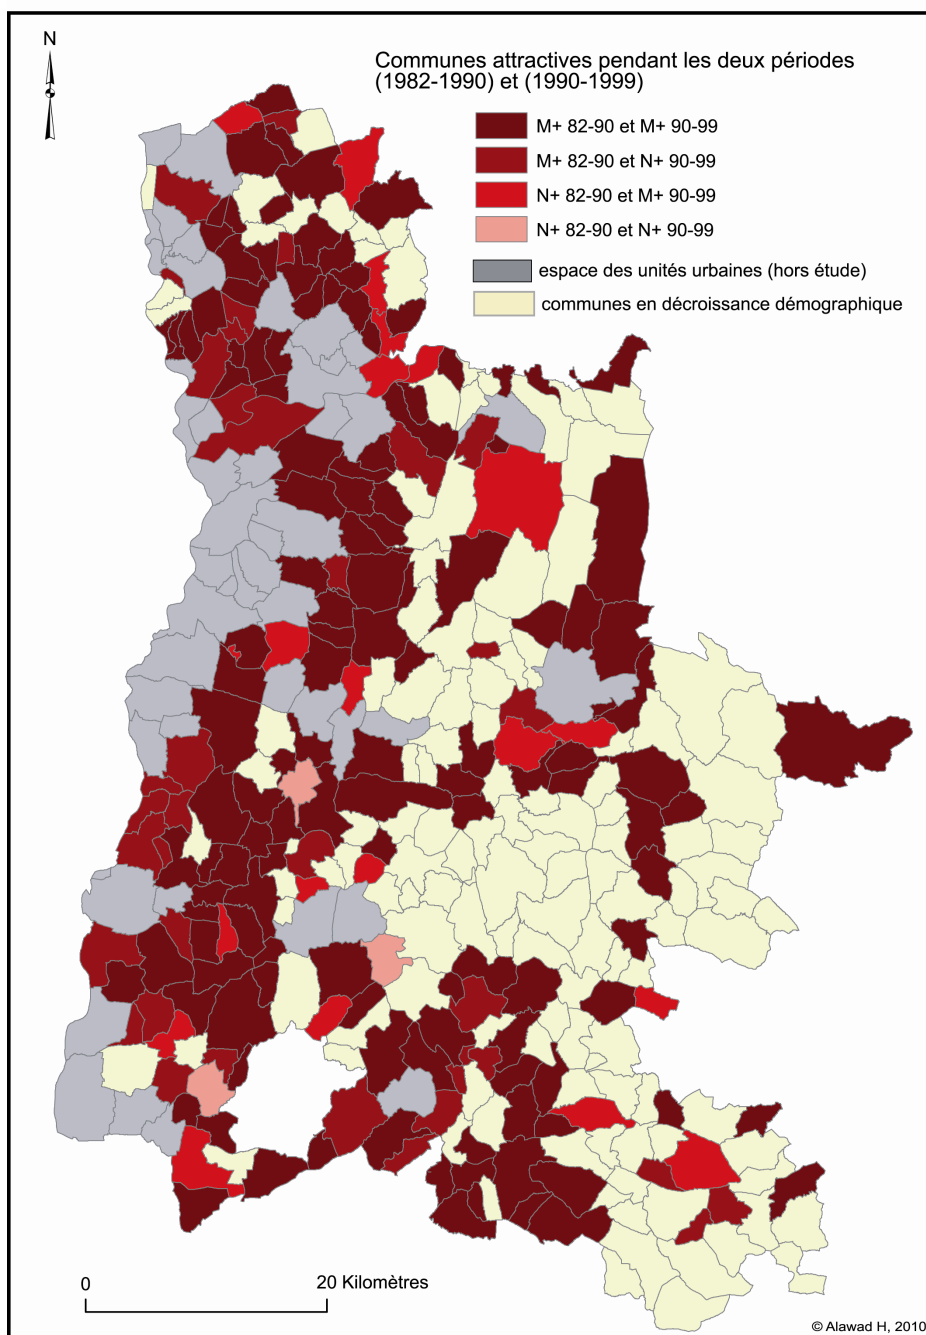 N
Communes attractives pendant les deux périodes
(1982-1990) et (1990-1999)
M+ 82-90 et M+ 90-99
M+ 82-90 et N+ 90-99
N+ 82-90 et M+ 90-99
N+ 82-90 et N+ 90-99
espace des unités urbaines (hors étude)
communes en décroissance démographique
0 20 Kilomètres
© Alawad H, 2010